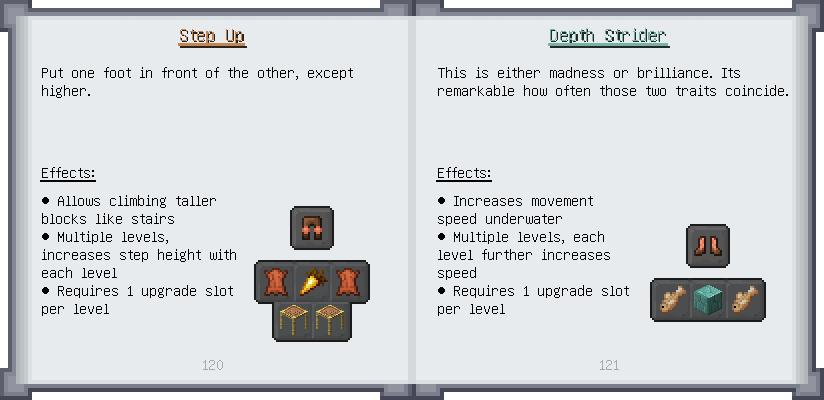 Step Up
Put one foot in front of the other, except
higher.
Effects:
● Allows climbing taller
blocks like stairs
● Multiple levels,
increases step height with
each level
● Requires 1 upgrade slot
per level
120
Depth Strider
This is either madness or brilliance. Its
remarkable how often those two traits coincide.
Effects:
● Increases movement
speed underwater
● Multiple levels, each
level further increases
speed
● Requires 1 upgrade slot
per level
121